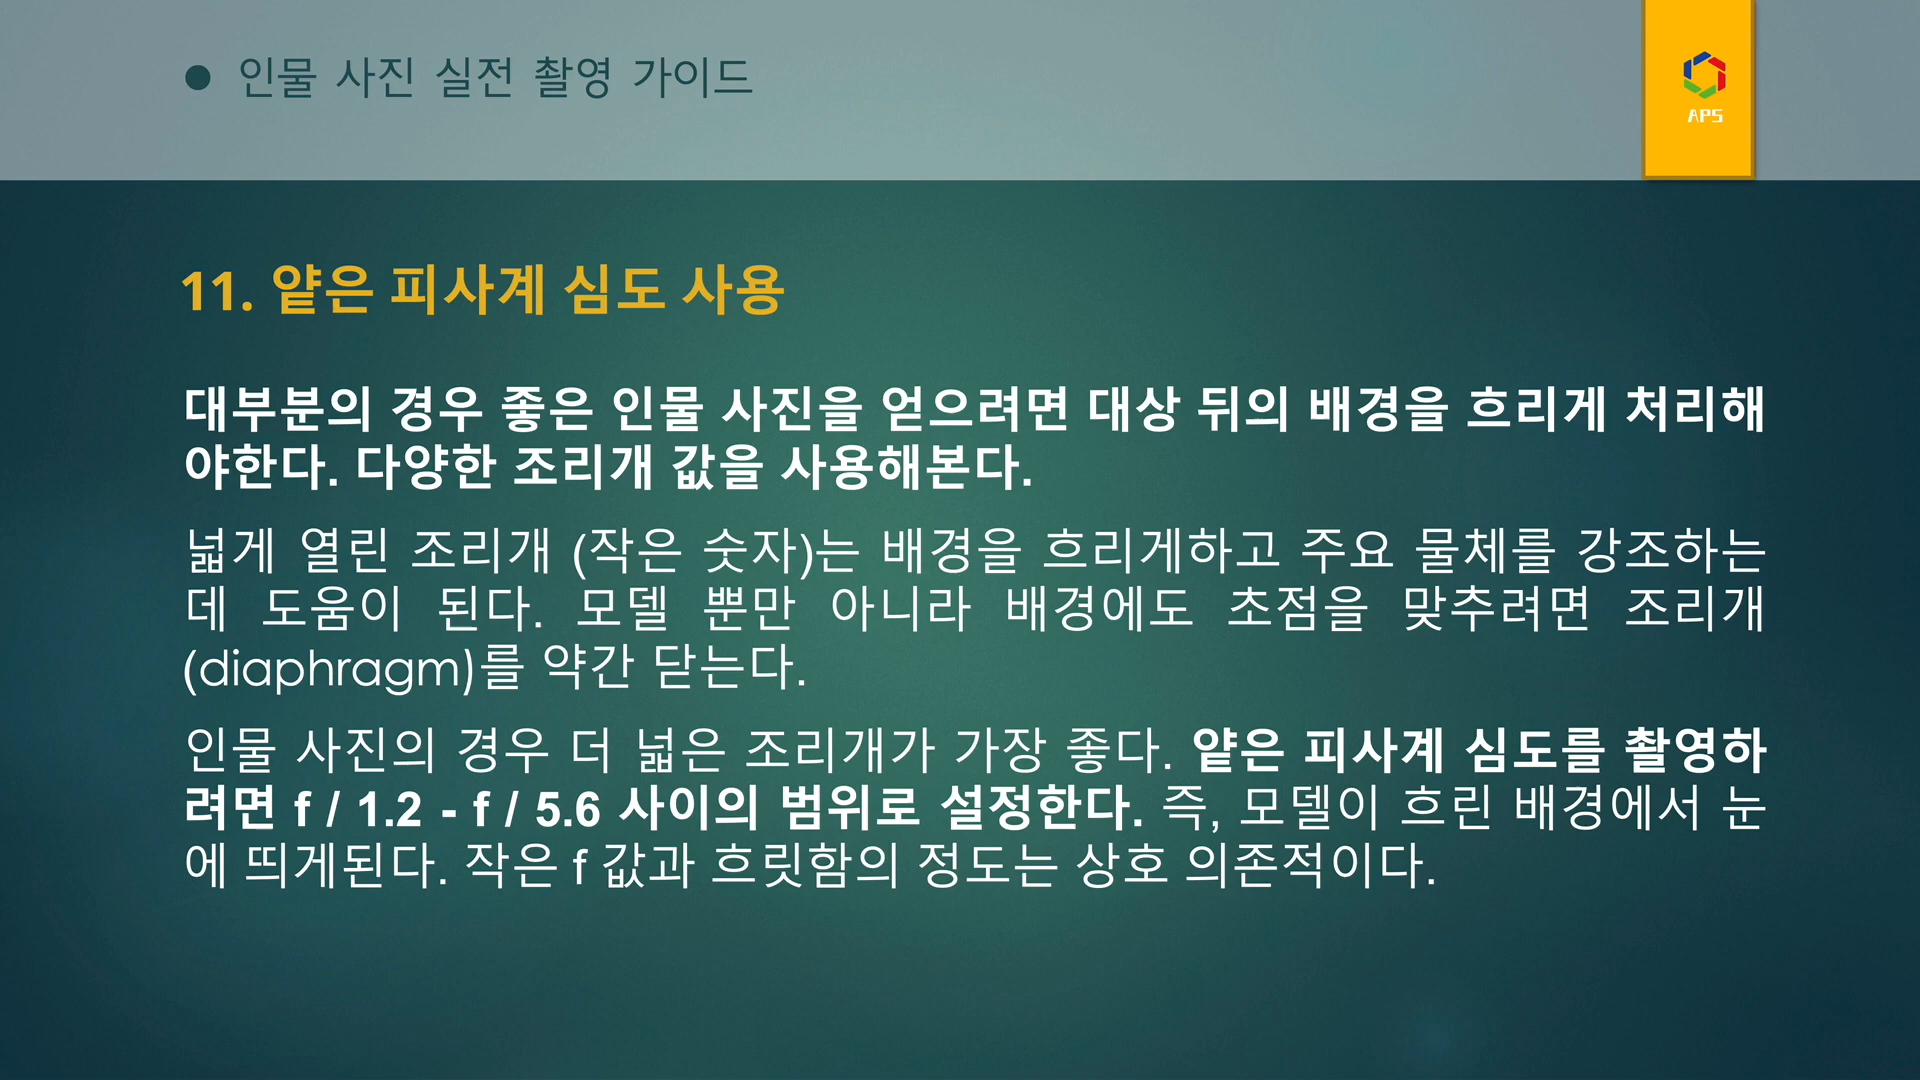 ● 인물 사진 실전 촬영 가이드
APS
11. 얕은 피사계 심도 사용
대부분의 경우 좋은 인물 사진을 얻으려면 대상 뒤의 배경을 흐리게 처리해
야한다. 다양한 조리개 값을 사용해본다.
넓게 열린 조리개 (작은 숫자)는 배경을 흐리게하고 주요 물체를 강조하는
데 도움이 된다. 모델 뿐만 아니라 배경에도 초점을 맞추려면 조리개
(diaphragm)를 약간 닫는다.
인물 사진의 경우 더 넓은 조리개가 가장 좋다. 얕은 피사계 심도를 촬영하
려면 f / 1.2 - f / 5.6 사이의 범위로 설정한다. 즉, 모델이 흐린 배경에서 눈
에 띄게된다. 작은 f 값과 흐릿함의 정도는 상호 의존적이다.